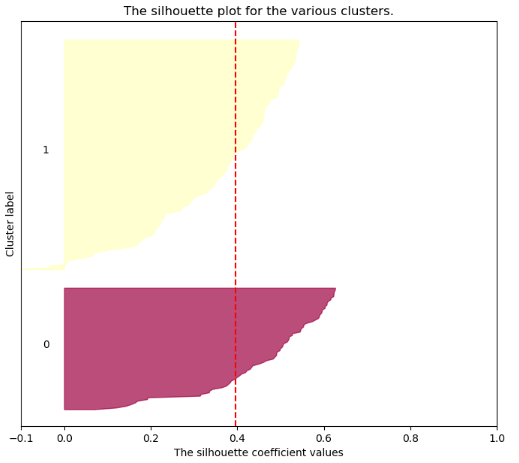 The silhouette plot for the various clusters.
Cluster label
1
0
−0.1 0.0 0.2 0.4 0.6 0.8 1.0
The silhouette coefficient values